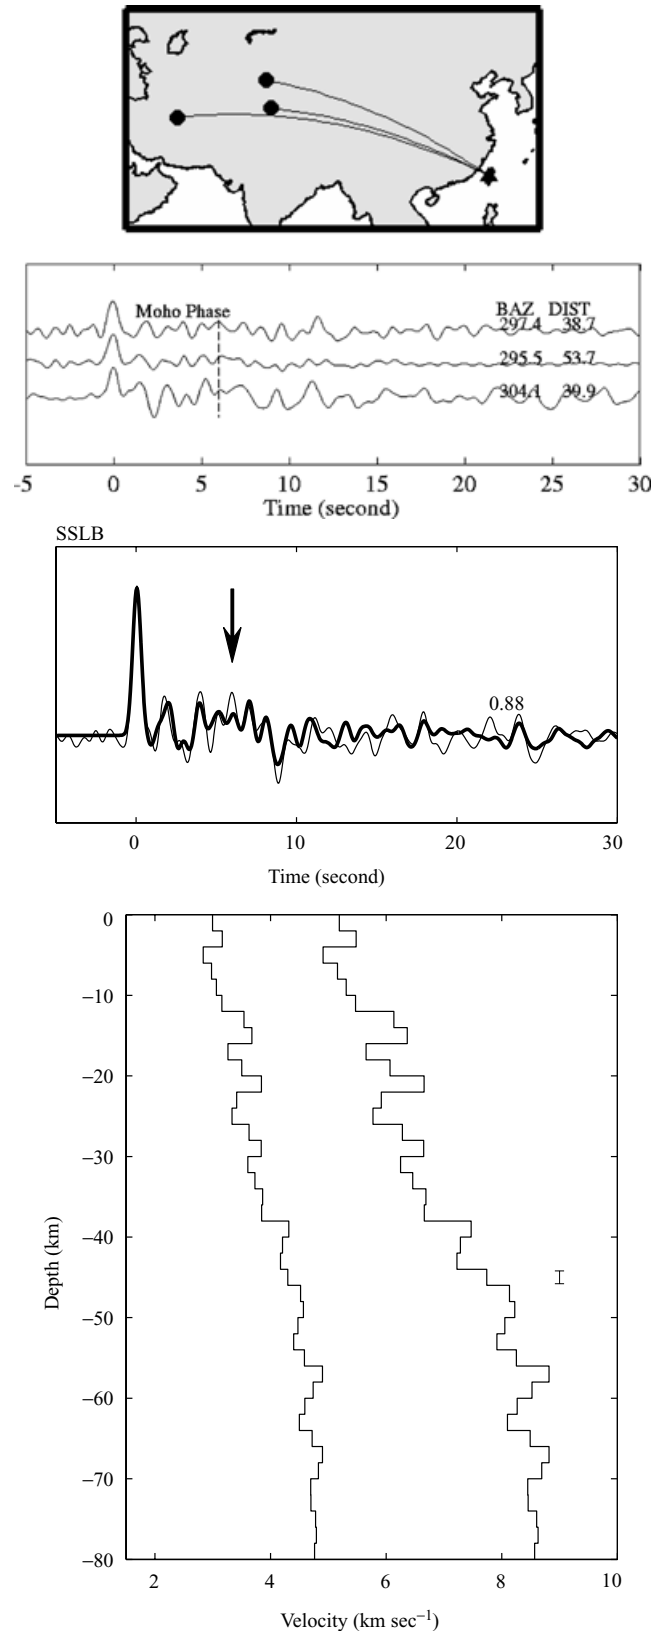 BAZ DIST
Moho Phase
297.4 38.7
295.5 53.7
304.1 39.9
-5 0 5 10 15 20 25 30
Time (second)
SSLB
0.88
0 10 20 30
Time (second)
0
−10
−20
−30
−40
−50
−60
−70
−80
Depth (km)
2 4 6 8 10
Velocity (km sec⁻¹)